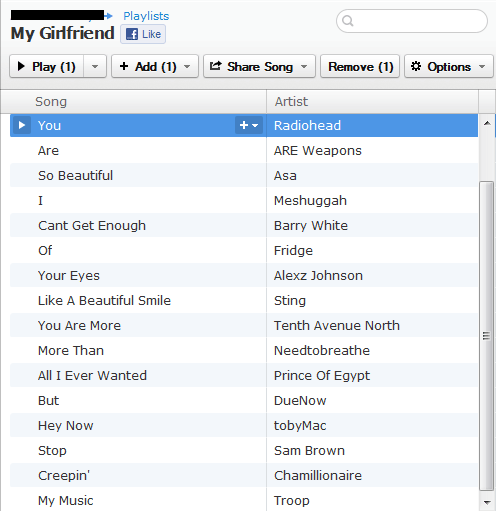 Playlists
My Girlfriend Like
Play (1) Add (1) Share Song Remove (1) Options
Song Artist
You Radiohead
Are ARE Weapons
So Beautiful Asa
I Meshuggah
Cant Get Enough Barry White
Of Fridge
Your Eyes Alexz Johnson
Like A Beautiful Smile Sting
You Are More Tenth Avenue North
More Than Needtobreathe
All I Ever Wanted Prince Of Egypt
But DueNow
Hey Now tobyMac
Stop Sam Brown
Creepin' Chamillionaire
My Music Troop